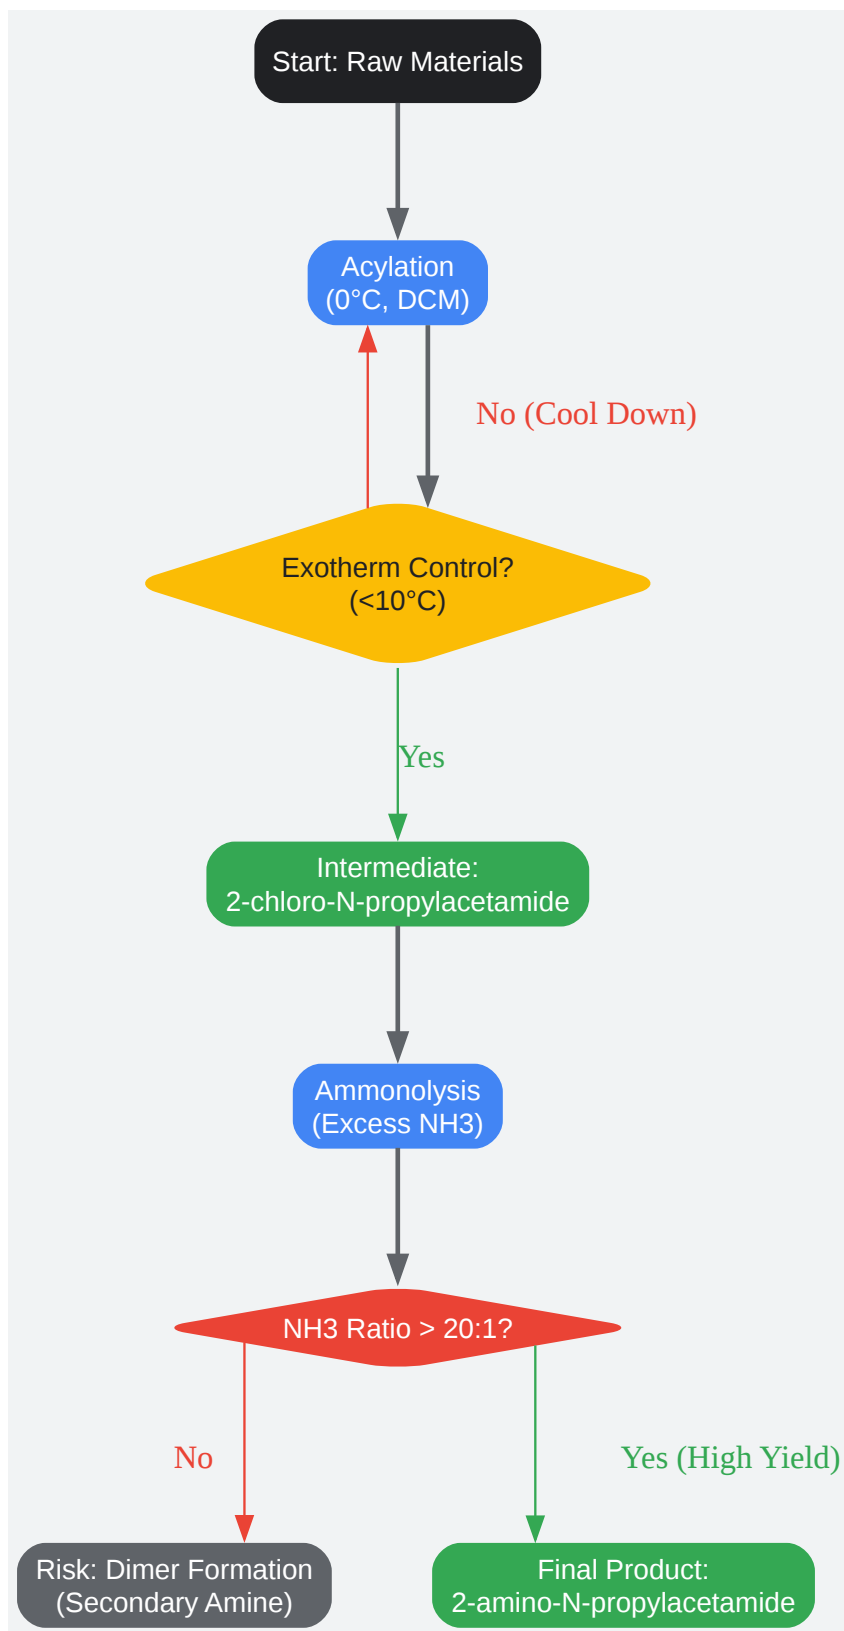 Start: Raw Materials
Acylation
(0°C, DCM)
No (Cool Down)
Exotherm Control?
(<10°C)
Yes
Intermediate:
2-chloro-N-propylacetamide
Ammonolysis
(Excess NH3)
NH3 Ratio > 20:1?
No
Yes (High Yield)
Risk: Dimer Formation
(Secondary Amine)
Final Product:
2-amino-N-propylacetamide